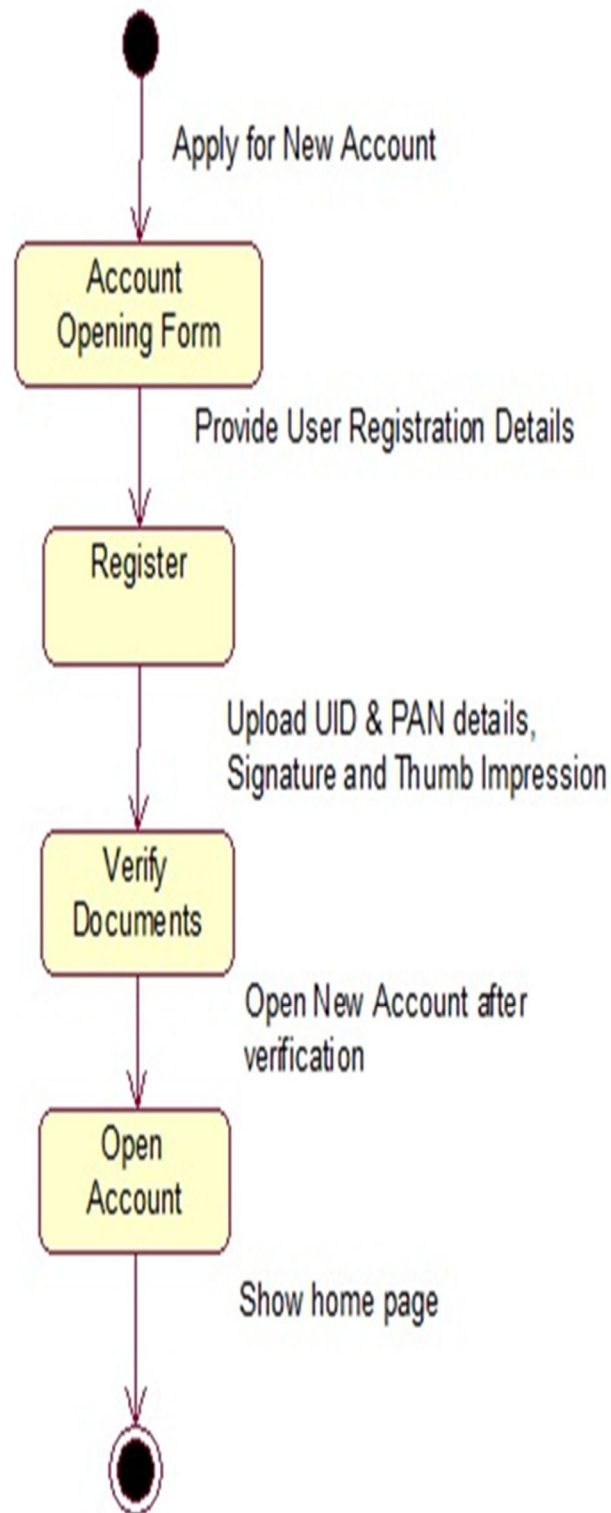 Apply for New Account
Account
Opening Form
Provide User Registration Details
Register
Upload UID & PAN details,
Signature and Thumb Impression
Verify
Documents
Open New Account after
verification
Open
Account
Show home page